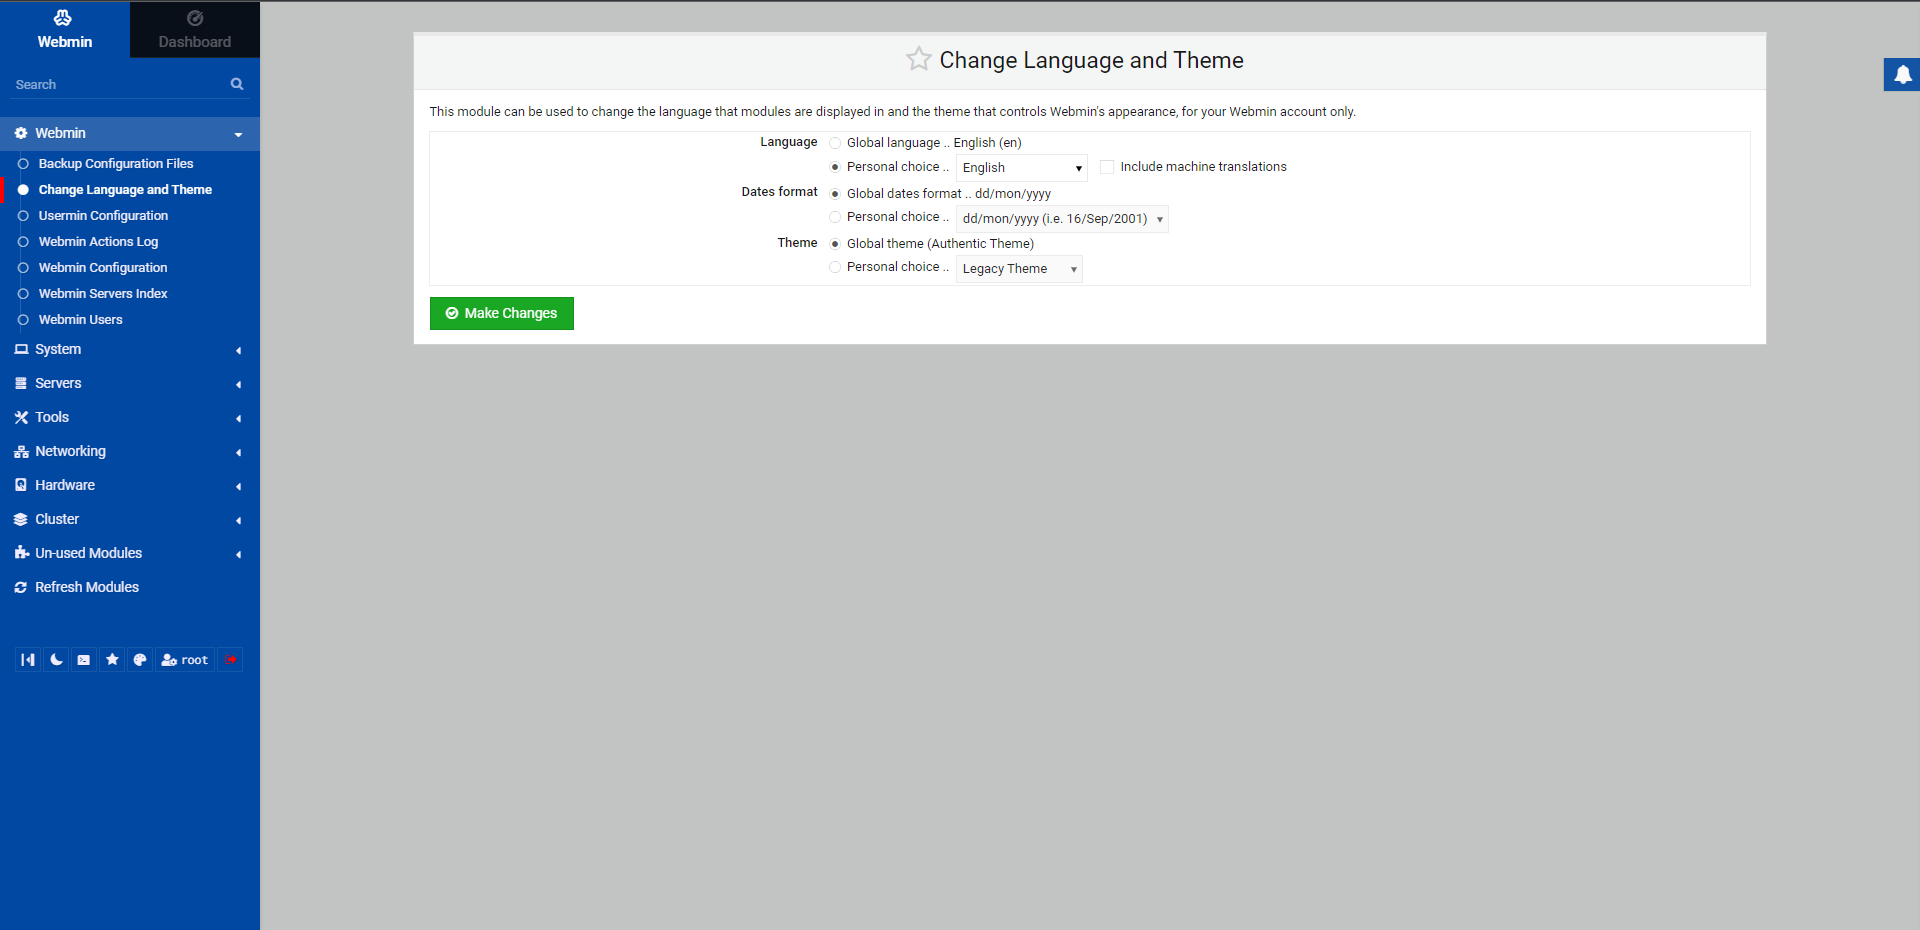 Webmin
Dashboard
Search
Webmin
Backup Configuration Files
Change Language and Theme
Usermin Configuration
Webmin Actions Log
Webmin Configuration
Webmin Servers Index
Webmin Users
System
Servers
Tools
Networking
Hardware
Cluster
Un-used Modules
Refresh Modules
root
Change Language and Theme
This module can be used to change the language that modules are displayed in and the theme that controls Webmin's appearance, for your Webmin account only.
Language Global language .. English (en)
Personal choice .. English Include machine translations
Dates format Global dates format .. dd/mon/yyyy
Personal choice .. dd/mon/yyyy (i.e. 16/Sep/2001)
Theme Global theme (Authentic Theme)
Personal choice .. Legacy Theme
Make Changes